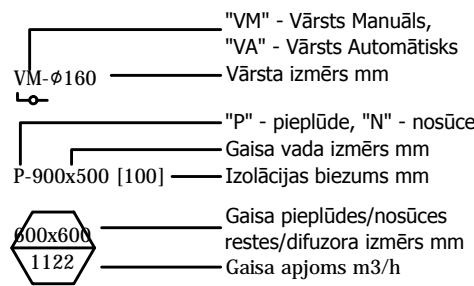 "VM" - Vārsts Manuāls,
"VA" - Vārsts Automātisks
VM-Φ160
Vārsta izmērs mm
"P" - pieplūde, "N" - nosūce
Gaisa vada izmērs mm
P-900x500 [100]
Izolācijas biezums mm
Gaisa pieplūdes/nosūces
600x600
restes/difuzora izmērs mm
1122
Gaisa apjoms m3/h